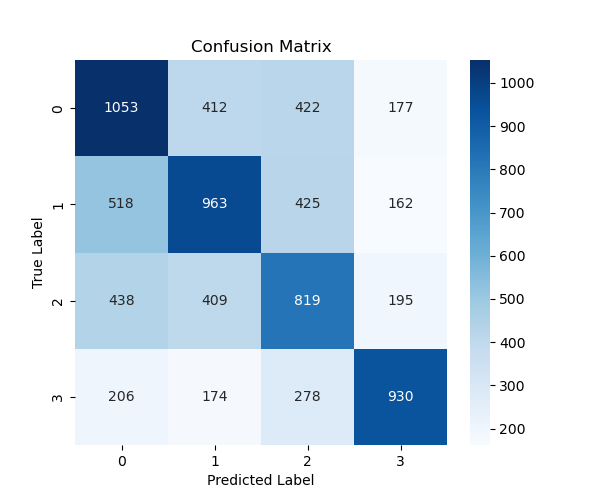 Confusion Matrix
0 1053 412 422 177
1 518 963 425 162
2 438 409 819 195
3 206 174 278 930
0 1 2 3
True Label
Predicted Label
1000
900
800
700
600
500
400
300
200